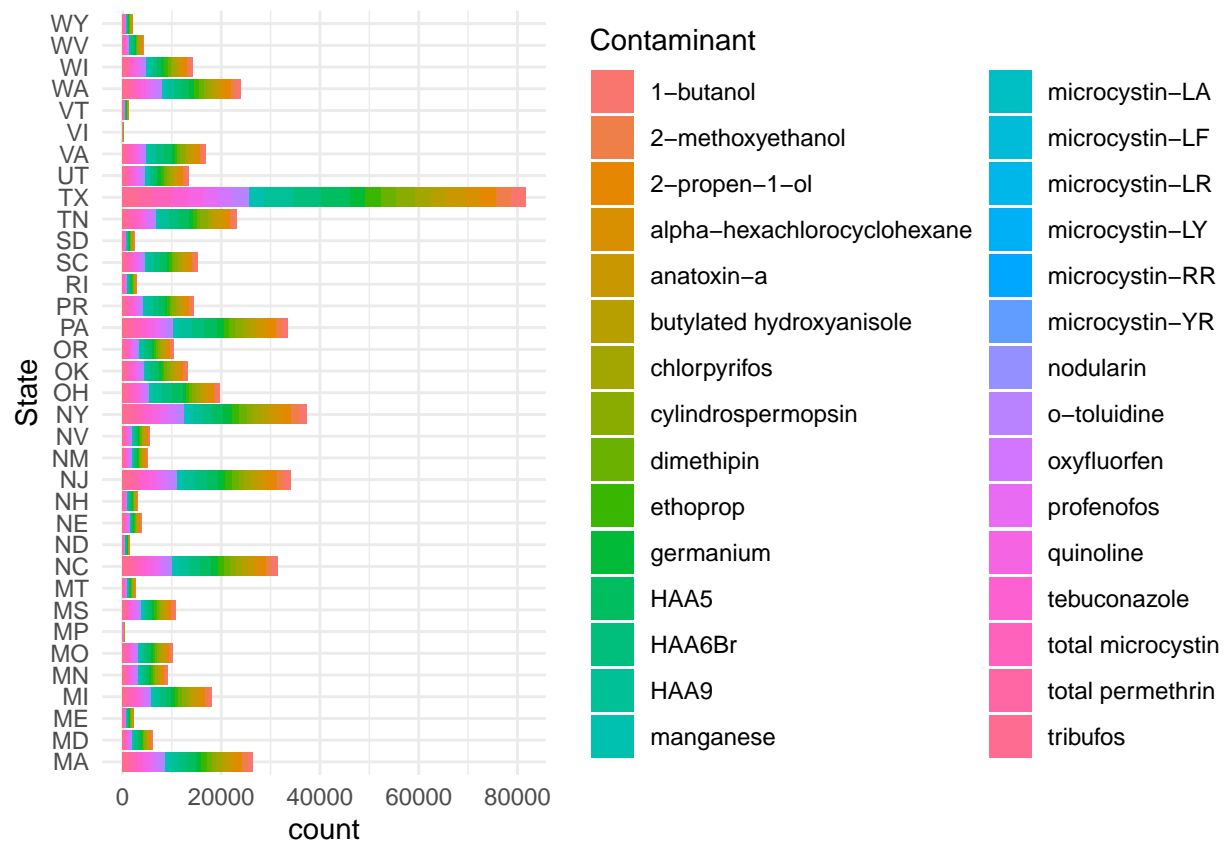 WY
WV
WI
WA
VT
VI
VA
UT
TX
TN
SD
SC
RI
PR
PA
OR
OK
OH
NY
NV
NM
NJ
NH
NE
ND
NC
MT
MS
MP
MO
MN
MI
ME
MD
MA
State
0 20000 40000 60000 80000
count
Contaminant
1−butanol
2−methoxyethanol
2−propen−1−ol
alpha−hexachlorocyclohexane
anatoxin−a
butylated hydroxyanisole
chlorpyrifos
cylindrospermopsin
dimethipin
ethoprop
germanium
HAA5
HAA6Br
HAA9
manganese
microcystin−LA
microcystin−LF
microcystin−LR
microcystin−LY
microcystin−RR
microcystin−YR
nodularin
o−toluidine
oxyfluorfen
profenofos
quinoline
tebuconazole
total microcystin
total permethrin
tribufos